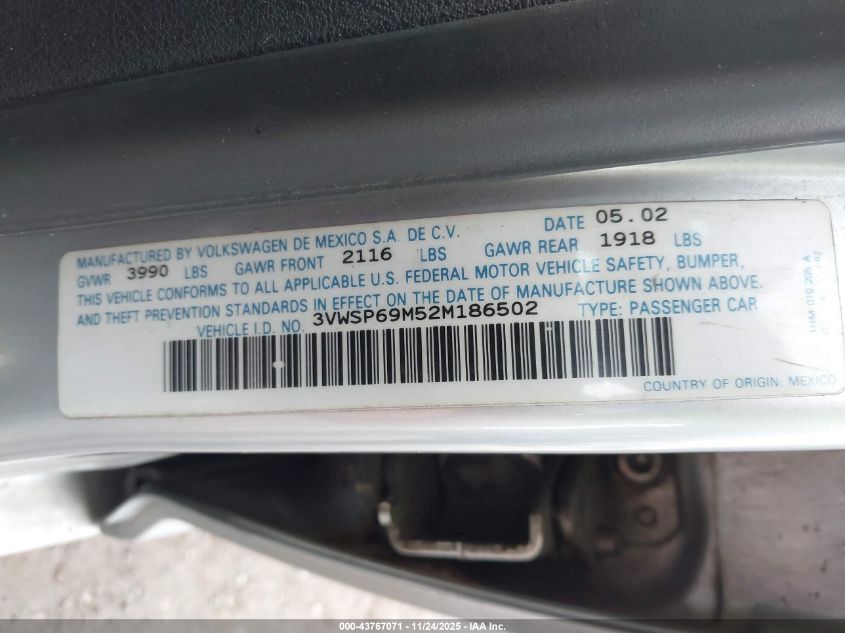 MANUFACTURED BY VOLKSWAGEN DE MEXICO S.A. DE C.V. DATE 05.02
GVWR 3990 LBS GAWR FRONT 2116 LBS GAWR REAR 1918 LBS
THIS VEHICLE CONFORMS TO ALL APPLICABLE U.S. FEDERAL MOTOR VEHICLE SAFETY, BUMPER,
AND THEFT PREVENTION STANDARDS IN EFFECT ON THE DATE OF MANUFACTURE SHOWN ABOVE.
VEHICLE I.D. NO. 3VWSP69M52M186502 TYPE: PASSENGER CAR
COUNTRY OF ORIGIN: MEXICO
1HM 010 205 A
000-43767071 - 11/24/2025 - IAA Inc.